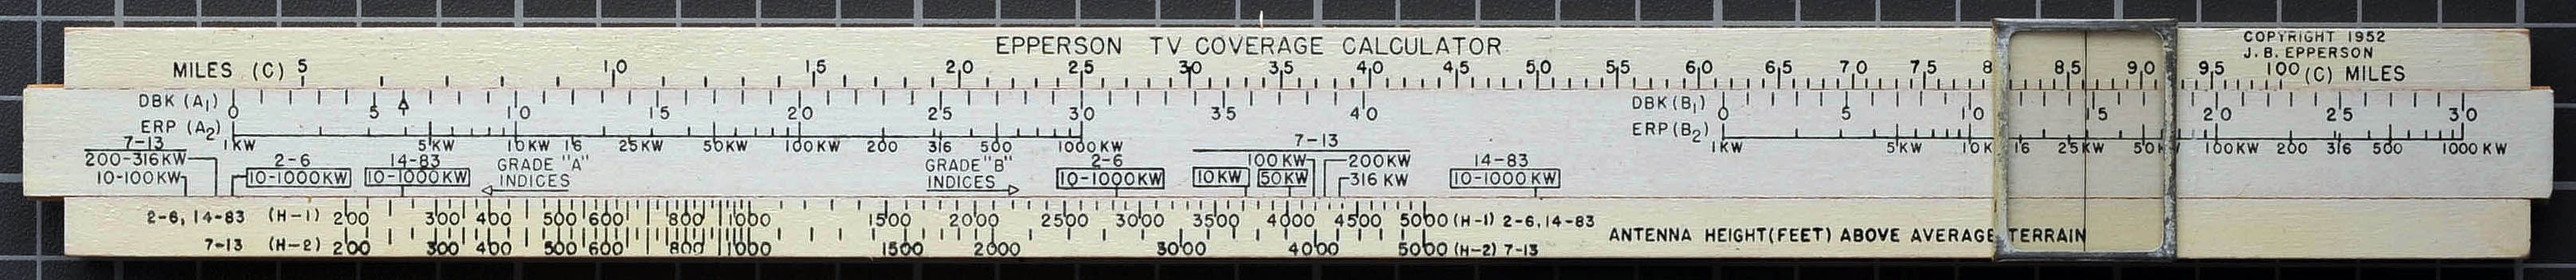 EPPERSON TV COVERAGE CALCULATOR
COPYRIGHT 1952
J. B. EPPERSON
MILES (C) 5 10 15 20 25 30 35 40 45 50 55 60 65 70 75 8 85 90 95 100 (C) MILES
DBK (A1) 0 5 10 15 20 25 30 35 40 DBK (B1) 0 5 10 15 20 25 30
ERP (A2) 1KW 5KW 10KW 16 25KW 50KW 100KW 200 316 500 1000KW ERP (B2) 1KW 5KW 10K 16 25KW 50K 100KW 200 316 500 1000KW
7-13 2-6 14-83 GRADE "A" GRADE "B" 2-6 7-13 14-83
200-316KW 100KW 200KW
10-100KW 10-1000KW 10-1000KW INDICES INDICES 10-1000KW 10KW 50KW 316 KW 10-1000KW
2-6, 14-83 (H-1) 200 300 400 500 600 800 1000 1500 2000 2500 3000 3500 4000 4500 5000 (H-1) 2-6, 14-83
7-13 (H-2) 200 300 400 500 600 800 1000 1500 2000 3000 4000 5000 (H-2) 7-13
ANTENNA HEIGHT(FEET) ABOVE AVERAGE TERRAIN